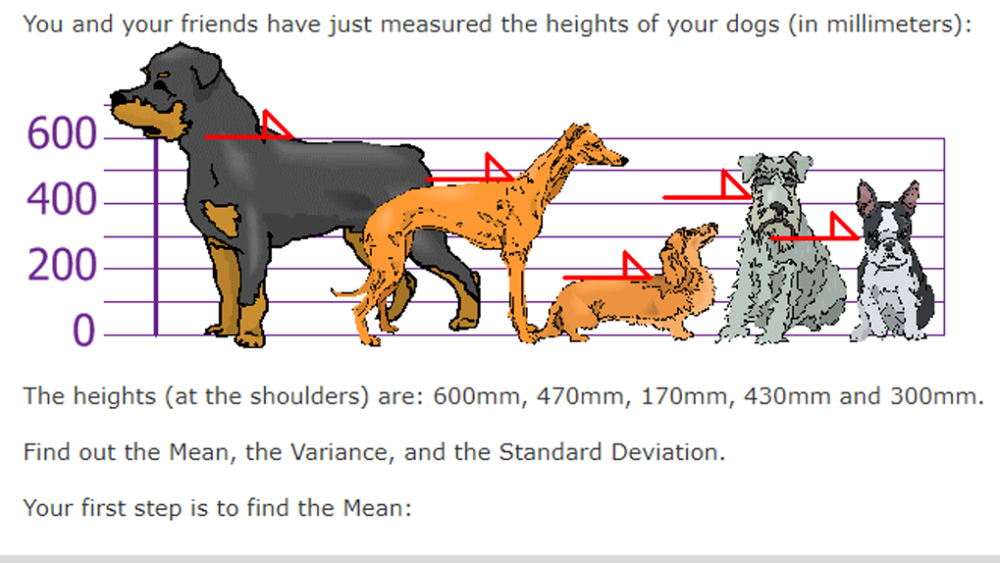 You and your friends have just measured the heights of your dogs (in millimeters):
600
400
200
0
The heights (at the shoulders) are: 600mm, 470mm, 170mm, 430mm and 300mm.
Find out the Mean, the Variance, and the Standard Deviation.
Your first step is to find the Mean: